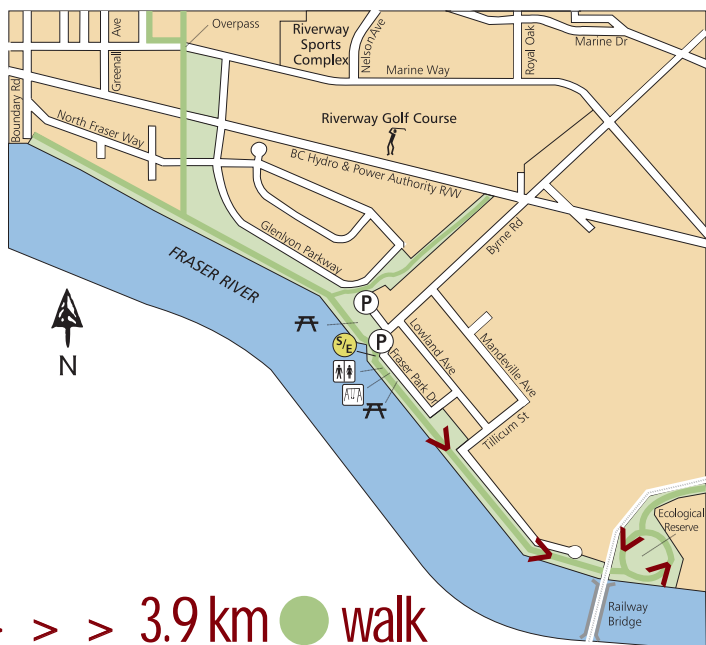 Overpass
Greenall
Ave
Boundary Rd
Riverway
Sports
Complex
Nelson Ave
Royal Oak
Marine Dr
Marine Way
North Fraser Way
Riverway Golf Course
BC Hydro & Power Authority R/W
Glenlyon Parkway
Byrne Rd
FRASER RIVER
P
P
S/E
N
Lowland Ave
Fraser Park Dr
Mandeville Ave
Tillicum St
Ecological
Reserve
Railway
Bridge
> > 3.9 km walk